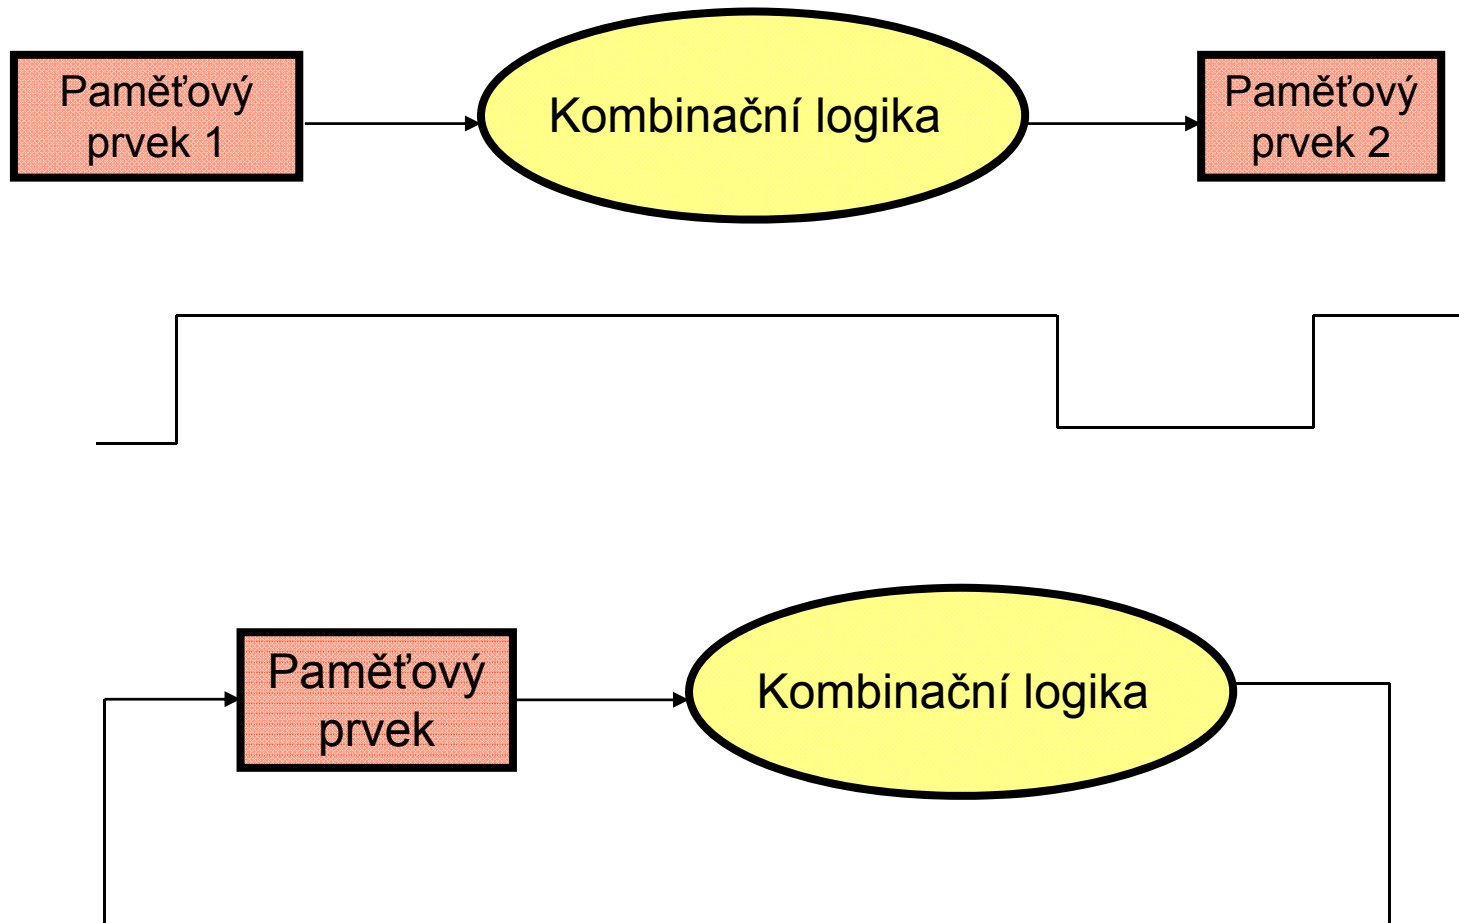 Paměťový
prvek 1
Kombinační logika
Paměťový
prvek 2
Paměťový
prvek
Kombinační logika